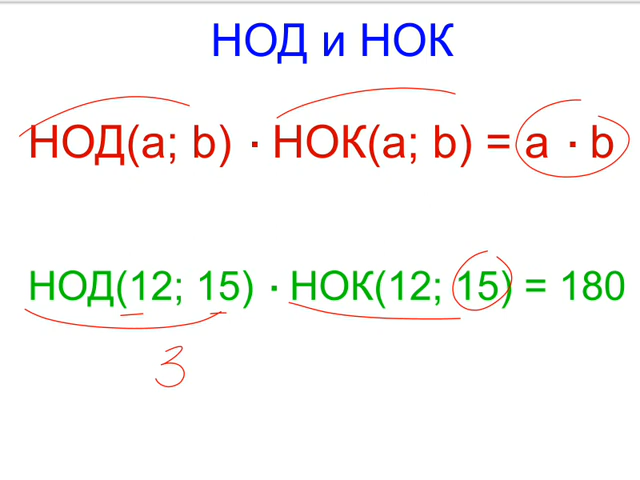 НОД и НОК
НОД(a; b) · НОК(a; b) = a · b
НОД(12; 15) · НОК(12; 15) = 180
3